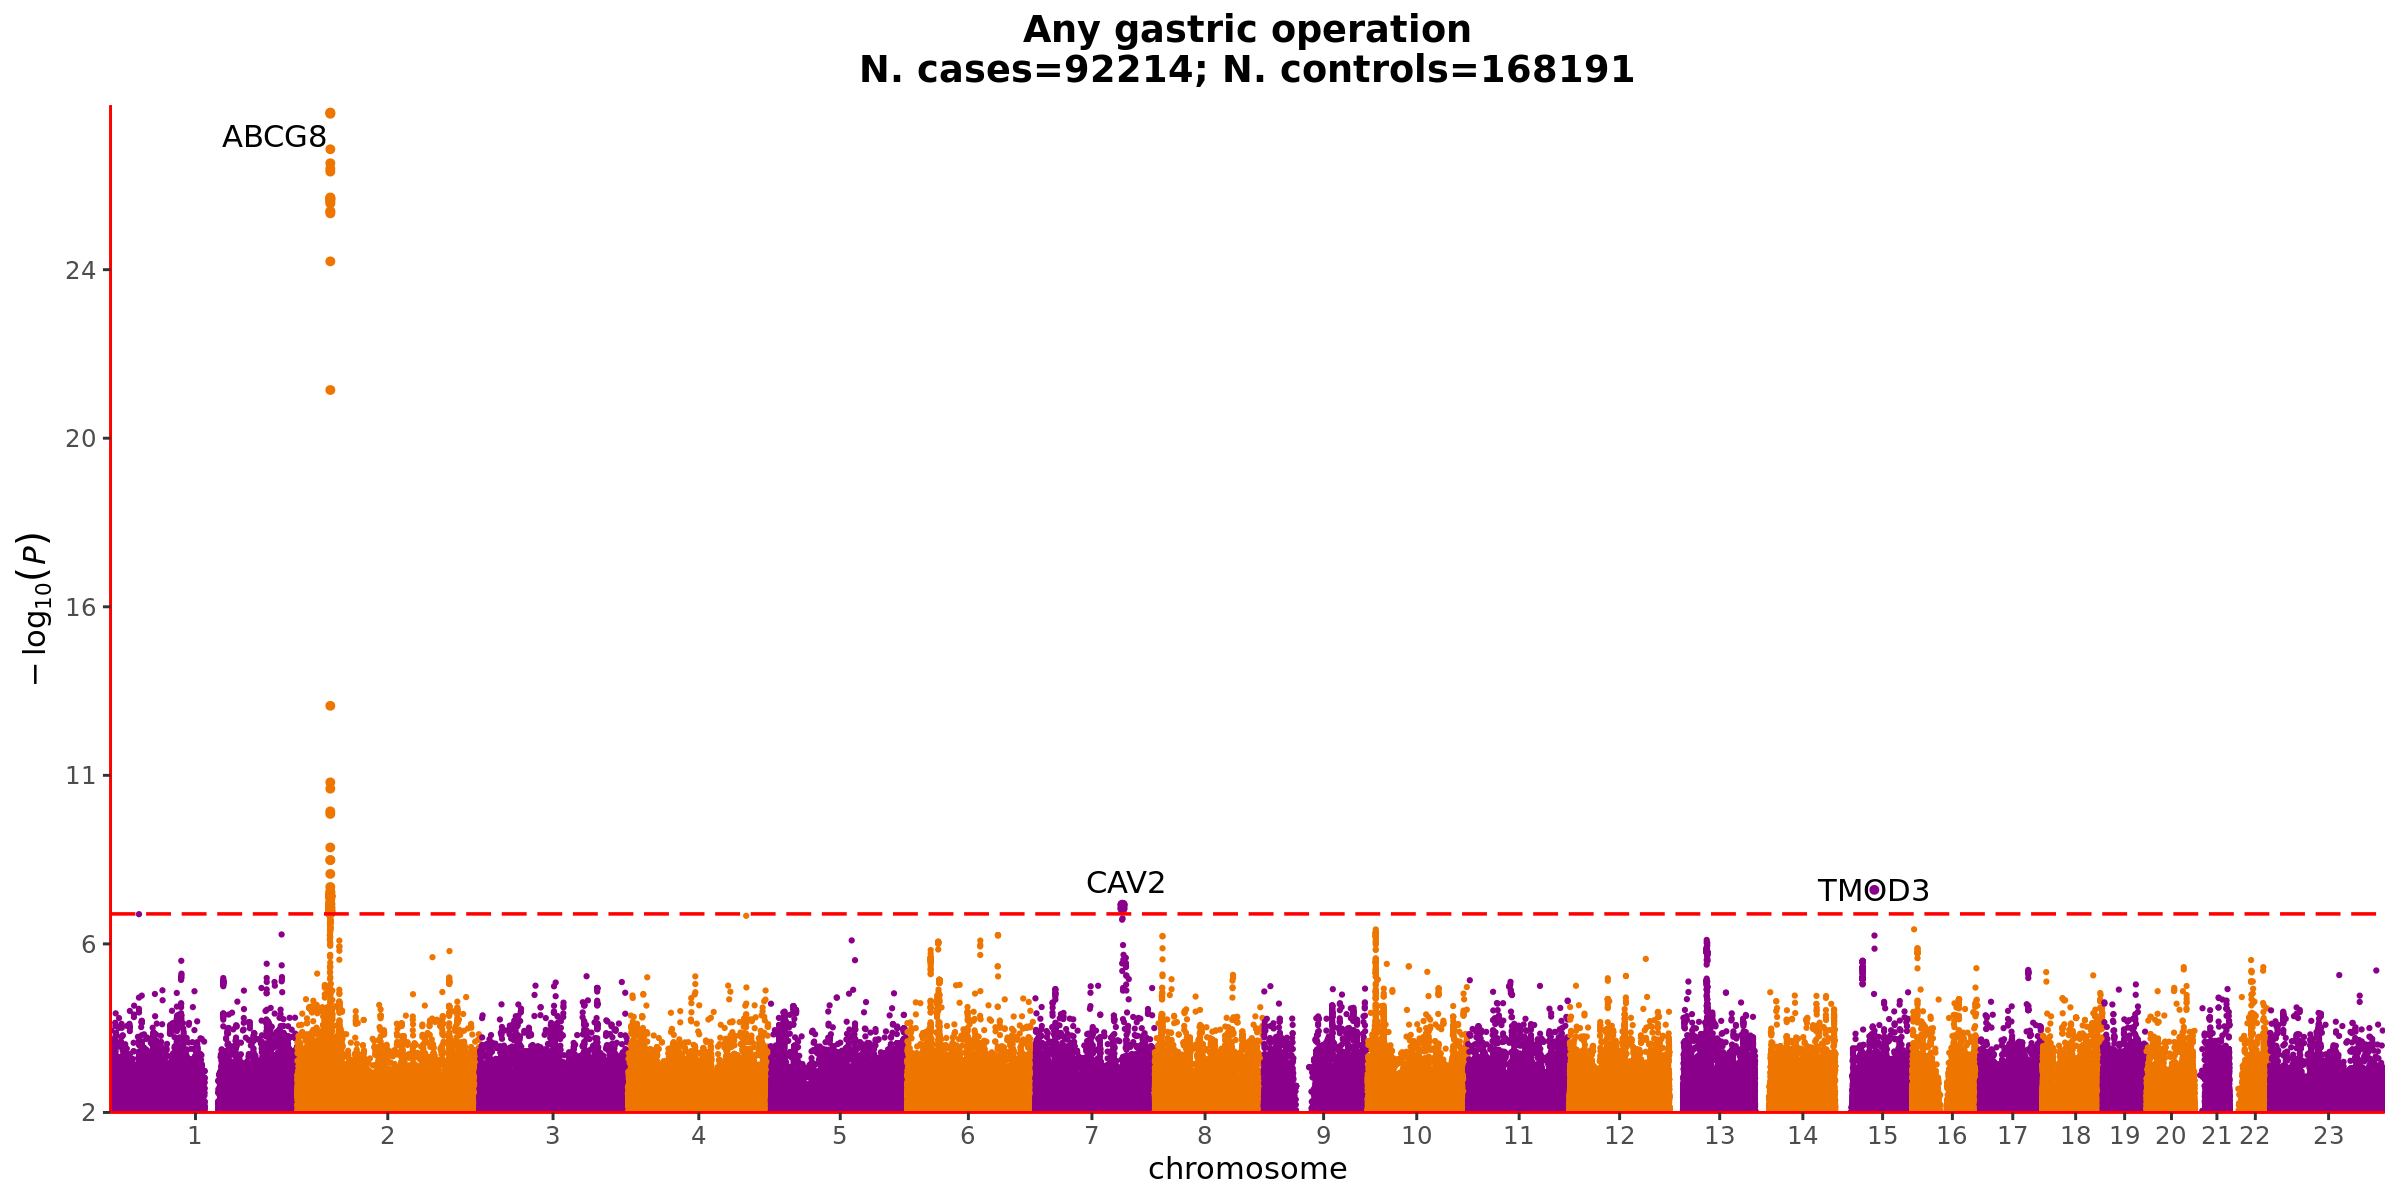 Any gastric operation
N. cases=92214; N. controls=168191
ABCG8
24
20
16
11
6
2
−log10(P)
CAV2
TMOD3
1 2 3 4 5 6 7 8 9 10 11 12 13 14 15 16 17 18 19 20 21 22 23
chromosome